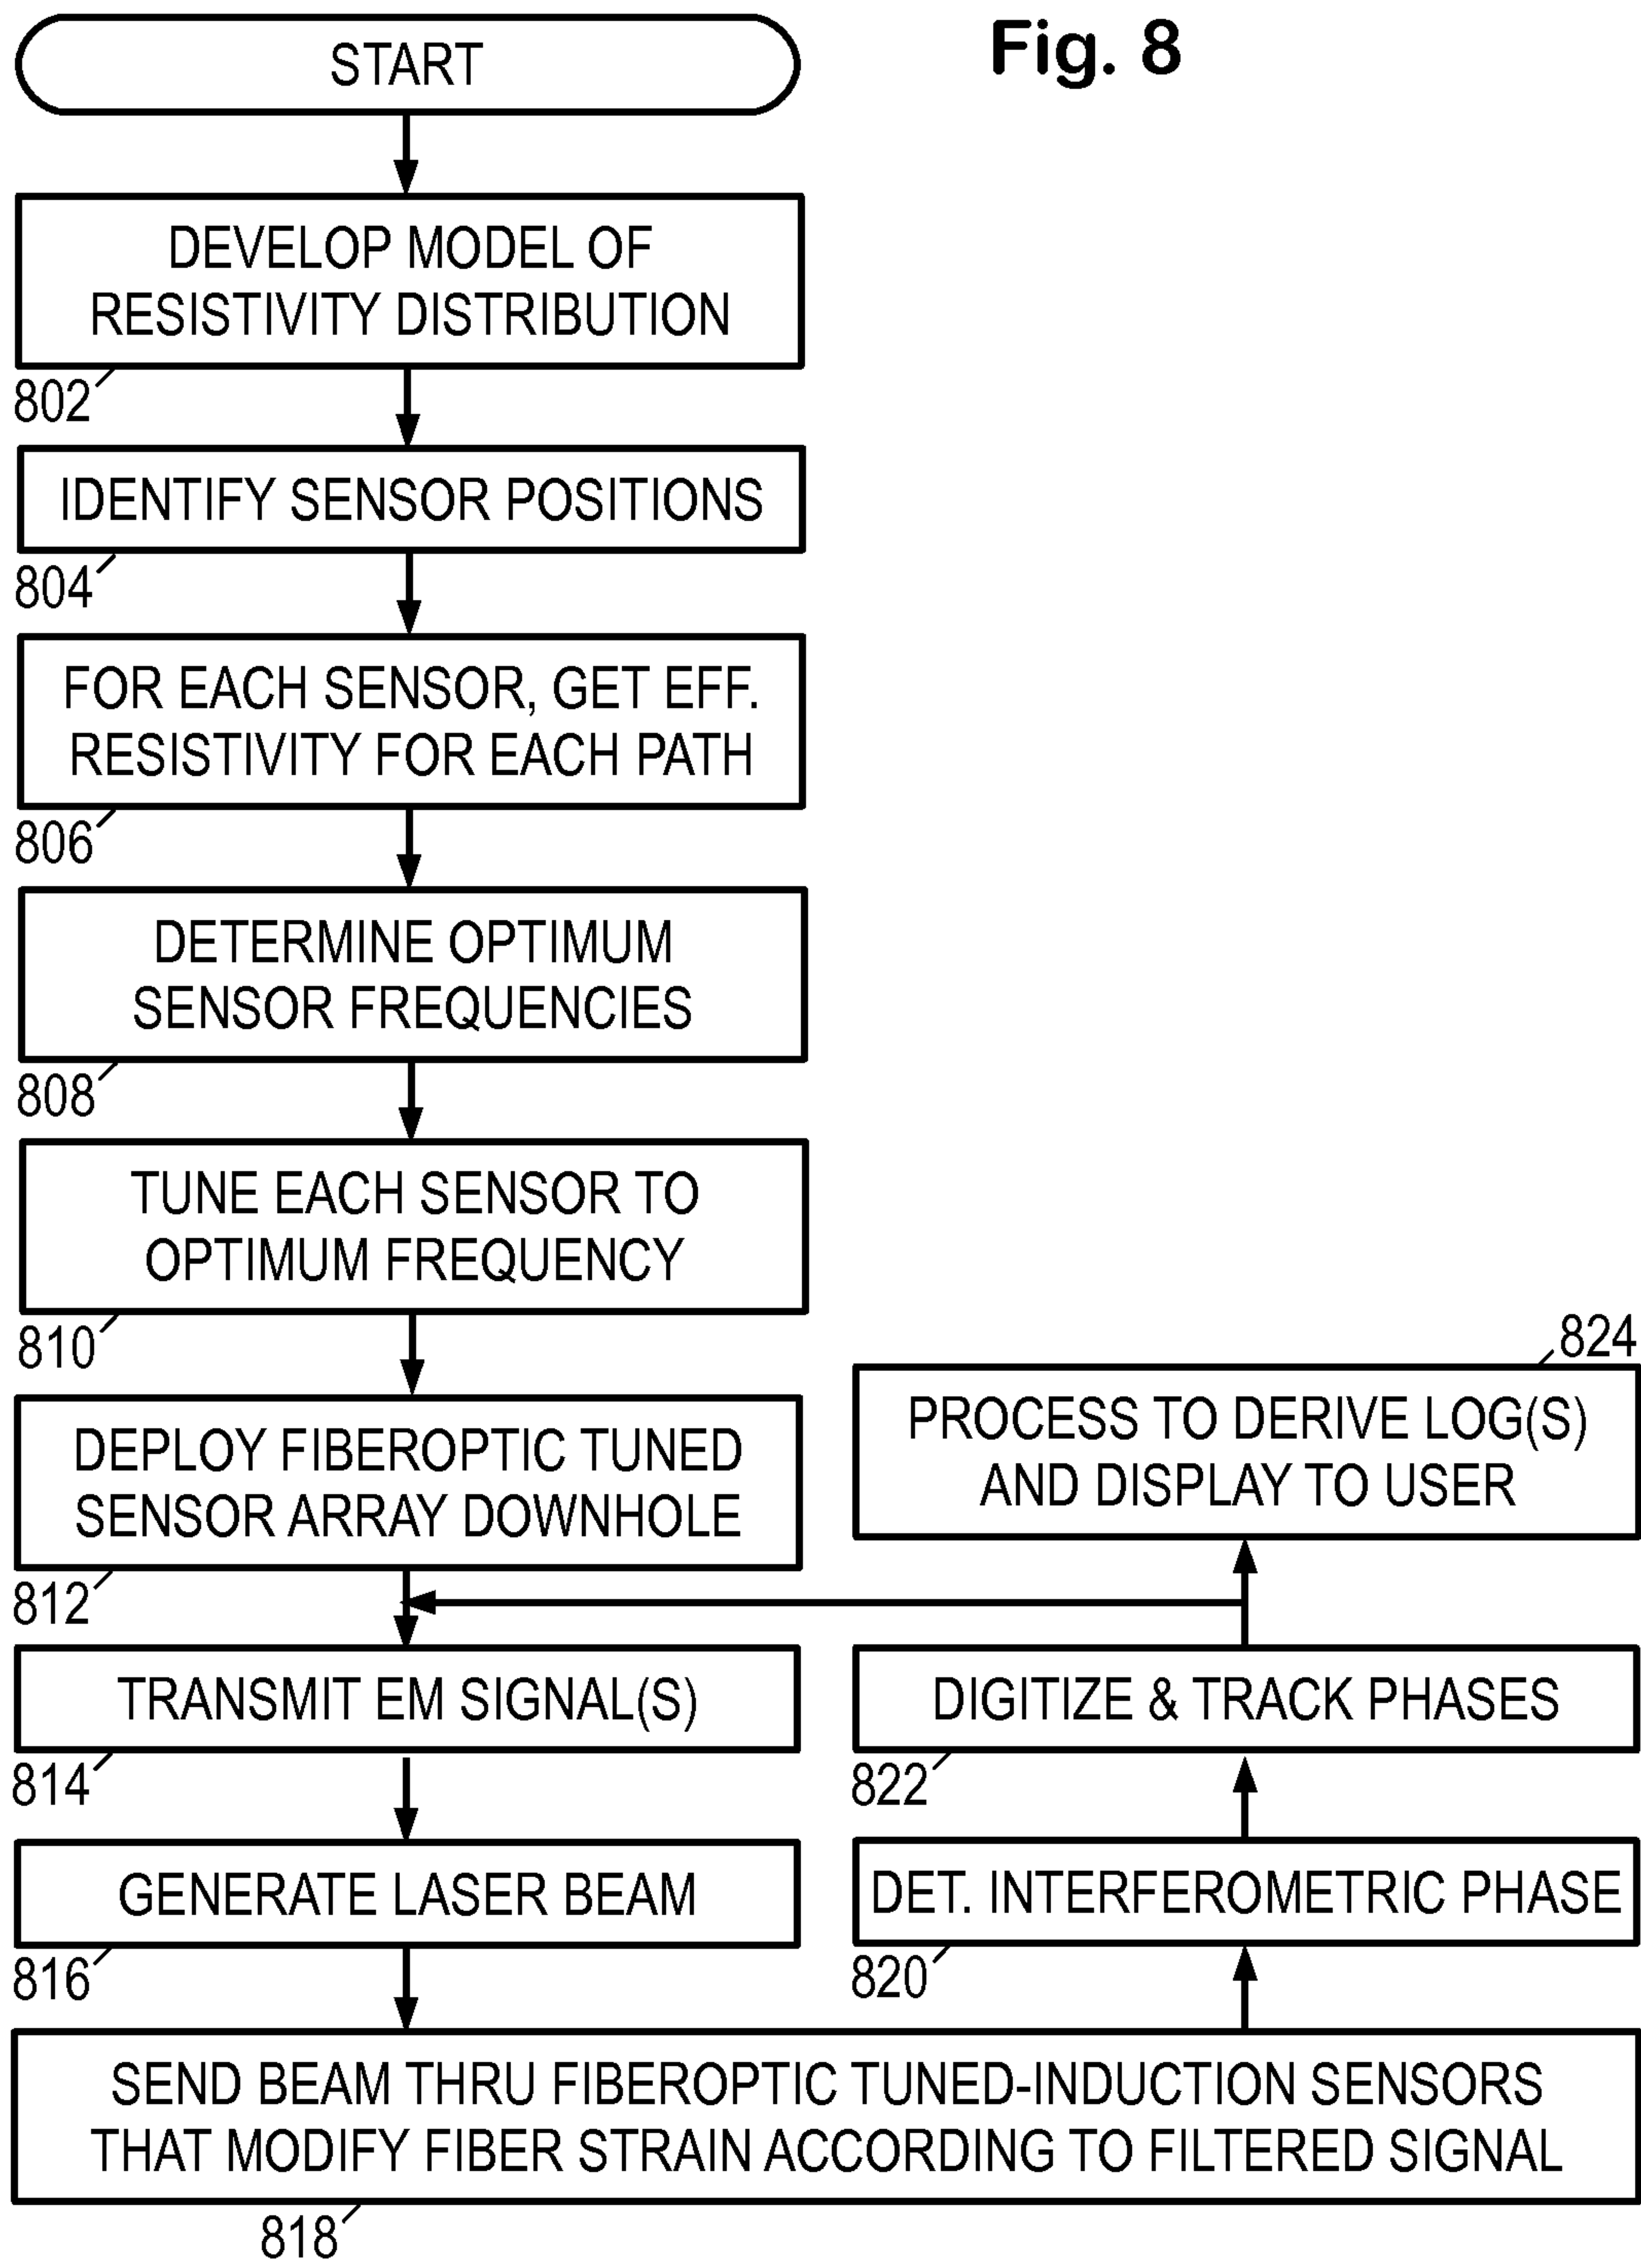 Fig. 8
START
DEVELOP MODEL OF
RESISTIVITY DISTRIBUTION
802
IDENTIFY SENSOR POSITIONS
804
FOR EACH SENSOR, GET EFF.
RESISTIVITY FOR EACH PATH
806
DETERMINE OPTIMUM
SENSOR FREQUENCIES
808
TUNE EACH SENSOR TO
OPTIMUM FREQUENCY
810
DEPLOY FIBEROPTIC TUNED
SENSOR ARRAY DOWNHOLE
812
TRANSMIT EM SIGNAL(S)
814
GENERATE LASER BEAM
816
SEND BEAM THRU FIBEROPTIC TUNED-INDUCTION SENSORS
THAT MODIFY FIBER STRAIN ACCORDING TO FILTERED SIGNAL
818
DET. INTERFEROMETRIC PHASE
820
DIGITIZE & TRACK PHASES
822
824
PROCESS TO DERIVE LOG(S)
AND DISPLAY TO USER